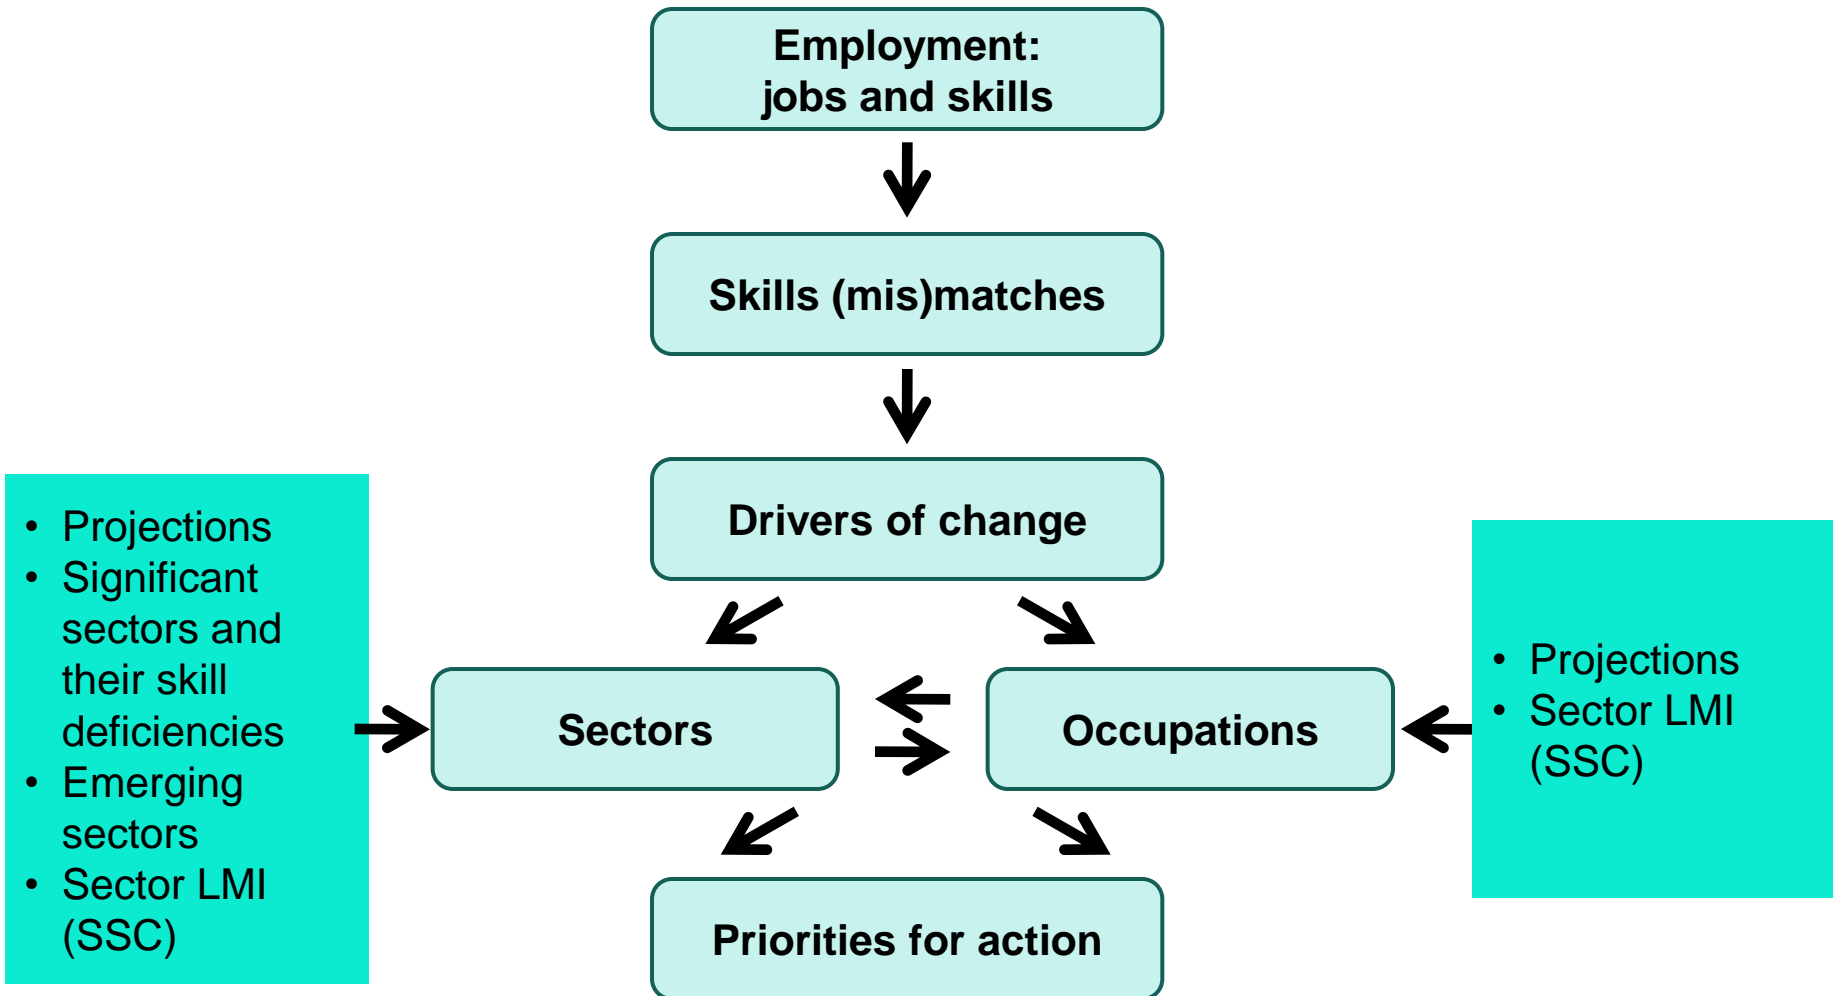 Employment:
jobs and skills
Skills (mis)matches
Drivers of change
• Projections
• Significant
sectors and
their skill
deficiencies
• Emerging
sectors
• Sector LMI
(SSC)
Sectors
Occupations
• Projections
• Sector LMI
(SSC)
Priorities for action